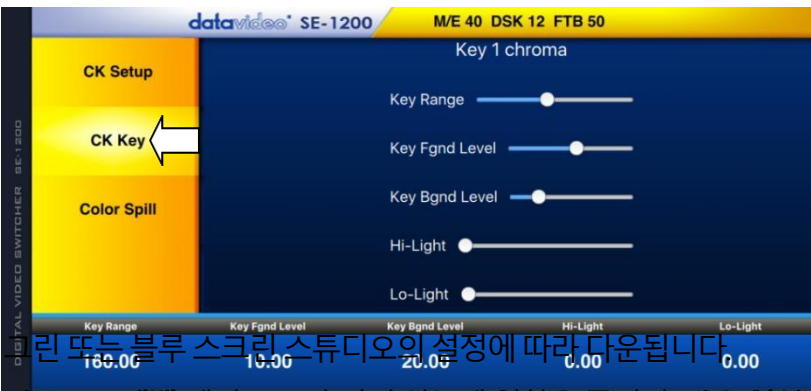 datavideo SE-1200 M/E 40 DSK 12 FTB 50
Key 1 chroma
CK Setup
CK Key
Color Spill
Key Range
Key Fgnd Level
Key Bgnd Level
Hi-Light
Lo-Light
DIGITAL VIDEO SWITCHER SE-1200
Key Range Key Fgnd Level Key Bgnd Level Hi-Light Lo-Light
160.00 10.00 20.00 0.00 0.00
그린 또는 블루 스크린 스튜디오의 설정에 따라 다운됩니다.